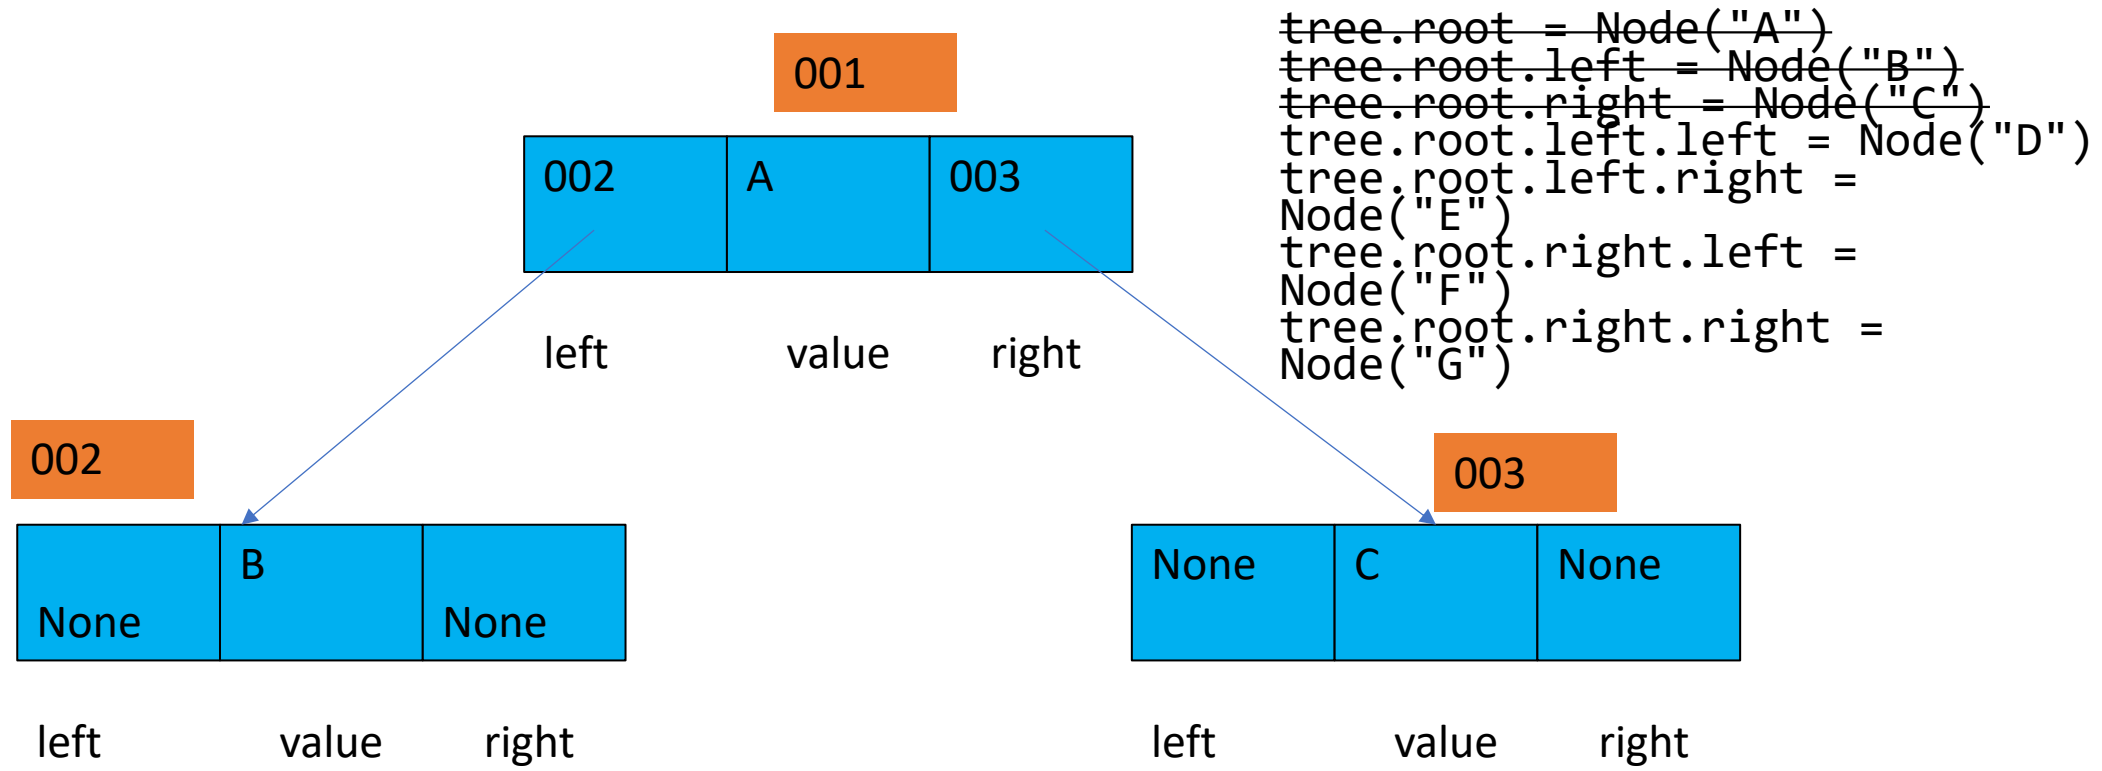 001
tree.root = Node("A")
tree.root.left = Node("B")
tree.root.right = Node("C")
tree.root.left.left = Node("D")
tree.root.left.right =
Node("E")
tree.root.right.left =
Node("F")
tree.root.right.right =
Node("G")
002 A 003
left value right
002
003
None B None
None C None
left value right
left value right